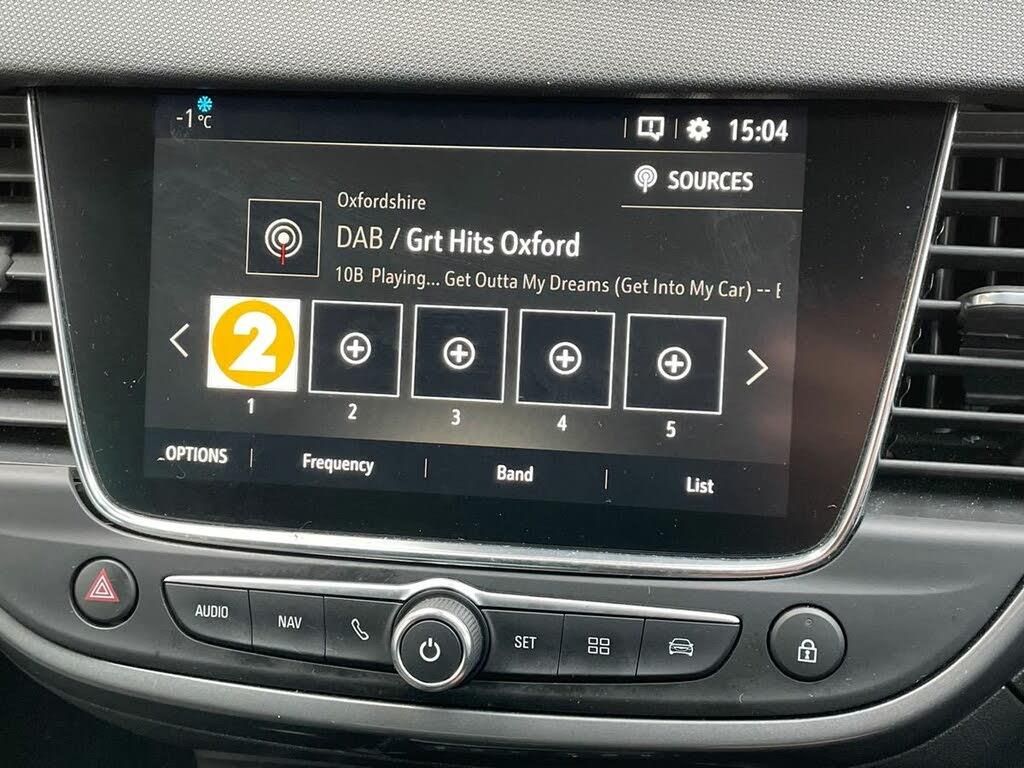 -1 °C
15:04
SOURCES
Oxfordshire
DAB / Grt Hits Oxford
10B Playing... Get Outta My Dreams (Get Into My Car) --
2
1 2 3 4 5
OPTIONS Frequency Band List
AUDIO NAV SET